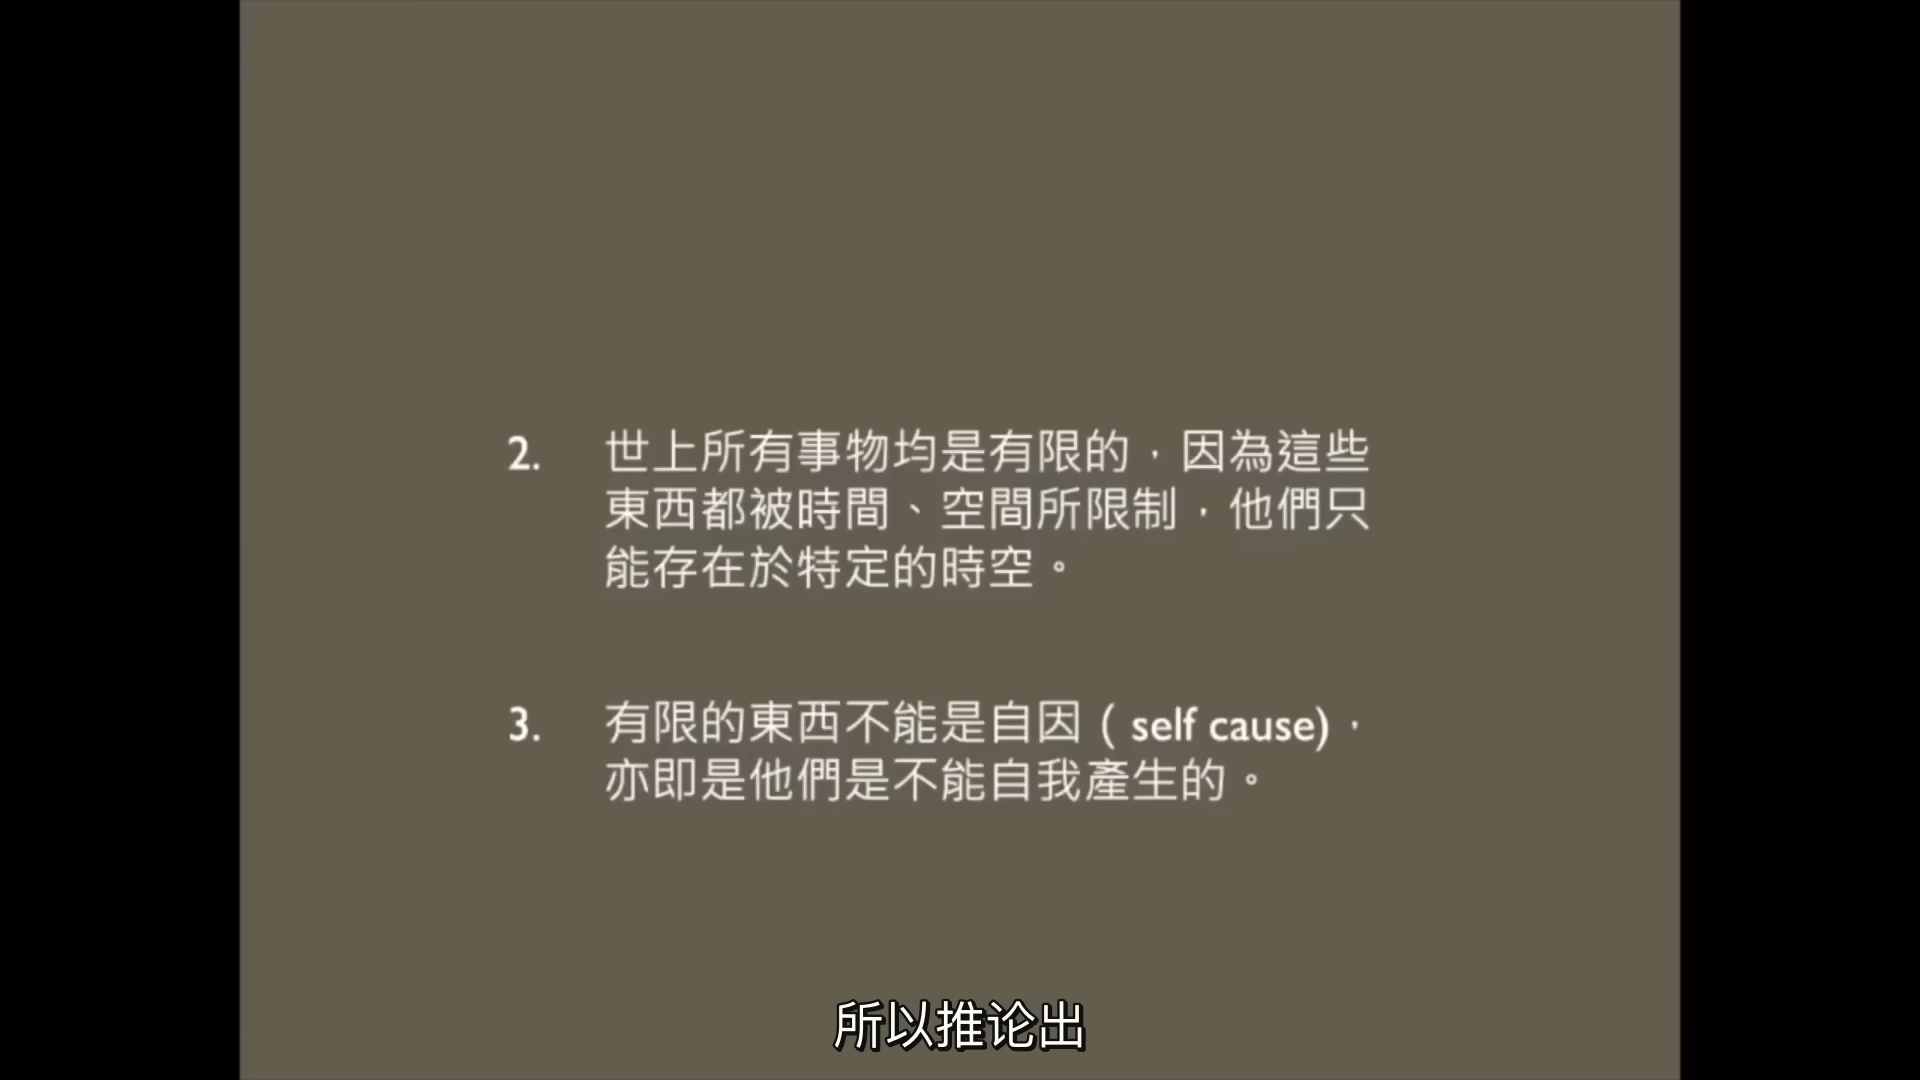 2. 世上所有事物均是有限的，因為這些
東西都被時間、空間所限制，他們只
能存在於特定的時空。
3. 有限的東西不能是自因（self cause)，
亦即是他們是不能自我產生的。
所以推论出